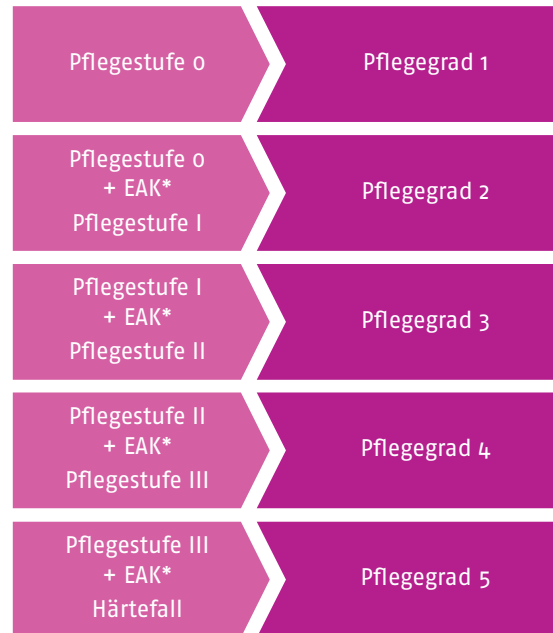 Pflegestufe 0
Pflegegrad 1
Pflegestufe 0
+ EAK*
Pflegestufe I
Pflegegrad 2
Pflegestufe I
+ EAK*
Pflegestufe II
Pflegegrad 3
Pflegestufe II
+ EAK*
Pflegestufe III
Pflegegrad 4
Pflegestufe III
+ EAK*
Härtefall
Pflegegrad 5